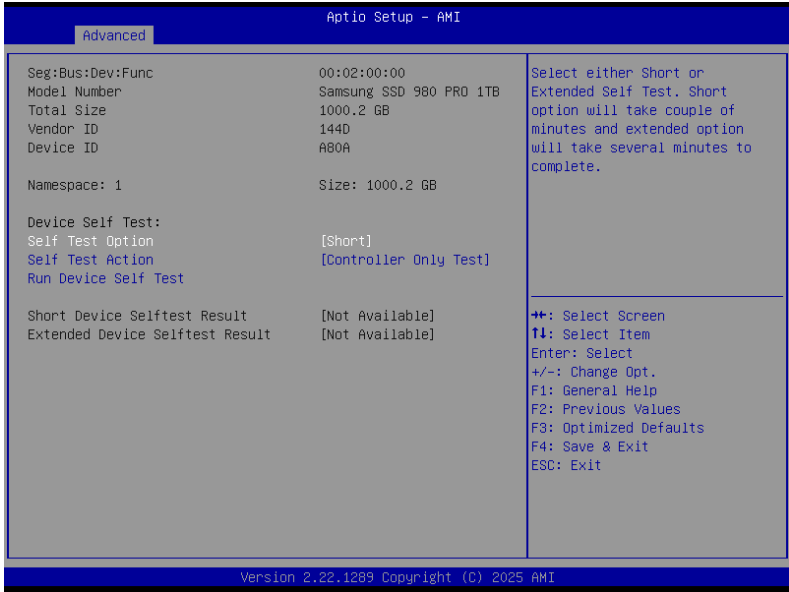 Aptio Setup – AMI
Advanced
Seg:Bus:Dev:Func 00:02:00:00
Model Number Samsung SSD 980 PRO 1TB
Total Size 1000.2 GB
Vendor ID 144D
Device ID A80A
Namespace: 1 Size: 1000.2 GB
Device Self Test:
Self Test Option [Short]
Self Test Action [Controller Only Test]
Run Device Self Test
Short Device Selftest Result [Not Available]
Extended Device Selftest Result [Not Available]
Select either Short or
Extended Self Test. Short
option will take couple of
minutes and extended option
will take several minutes to
complete.
→←: Select Screen
↑↓: Select Item
Enter: Select
+/-: Change Opt.
F1: General Help
F2: Previous Values
F3: Optimized Defaults
F4: Save & Exit
ESC: Exit
Version 2.22.1289 Copyright (C) 2025 AMI